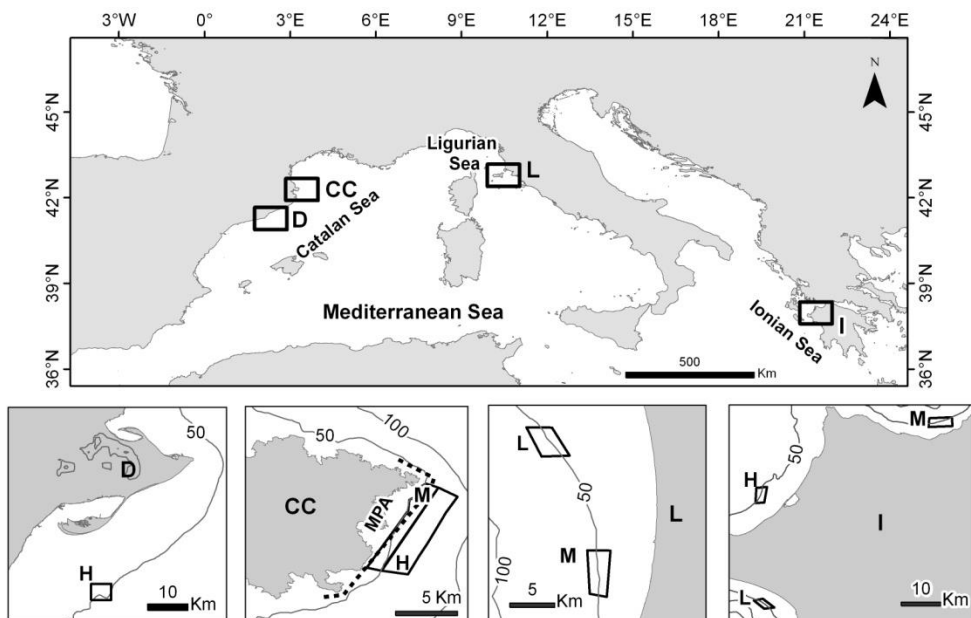 3°W 0° 3°E 6°E 9°E 12°E 15°E 18°E 21°E 24°E
N
45°N 45°N
Ligurian
Sea
L
CC
42°N 42°N
D
Catalan Sea
39°N 39°N
Mediterranean Sea
Ionian Sea
I
36°N 36°N
500
Km
50
D
H
10
Km
100
50
CC
MPA
M
H
5 Km
L
50
L
M
100
5
Km
M
50
H
I
L
10
Km